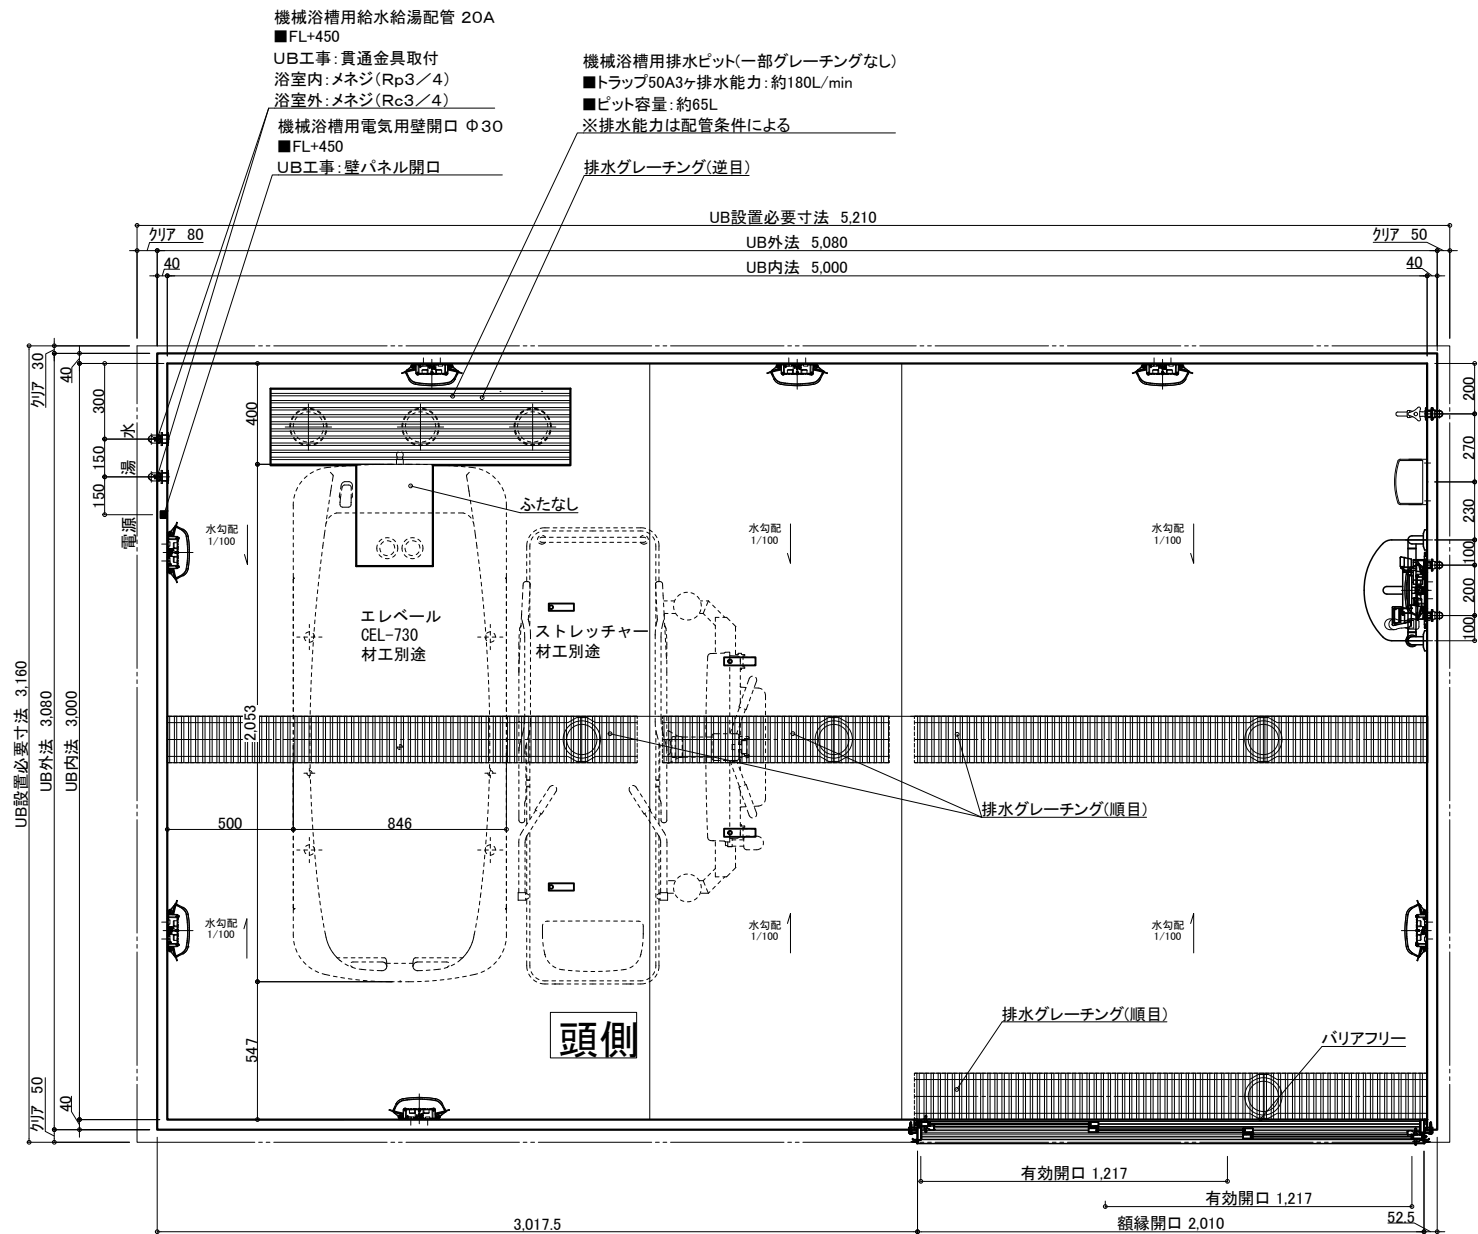 機械浴槽用給水給湯配管 20A
■FL+450
UB工事：貫通金具取付
浴室内：メネジ（Rp3／4）
浴室外：メネジ（Rc3／4）
機械浴槽用電気用壁開口 Φ30
■FL+450
UB工事：壁パネル開口
機械浴槽用排水ピット(一部グレーチングなし)
■トラップ50A3ヶ排水能力：約180L/min
■ピット容量：約65L
※排水能力は配管条件による
排水グレーチング(逆目)
UB設置必要寸法 5,210
クリア 80
UB外法 5,080
クリア 50
40
UB内法 5,000
40
クリア 30
40
300
水
150
湯
150
電源
400
200
270
230
100
200
100
ふたなし
水勾配
1/100
水勾配
1/100
水勾配
1/100
エレベール
CEL-730
材工別途
ストレッチャー
材工別途
UB設置必要寸法 3,160
UB外法 3,080
UB内法 3,000
2,053
500
846
排水グレーチング(順目)
水勾配
1/100
水勾配
1/100
水勾配
1/100
頭側
547
排水グレーチング(順目)
バリアフリー
クリア 50
40
有効開口 1,217
有効開口 1,217
3,017.5
額縁開口 2,010
52.5